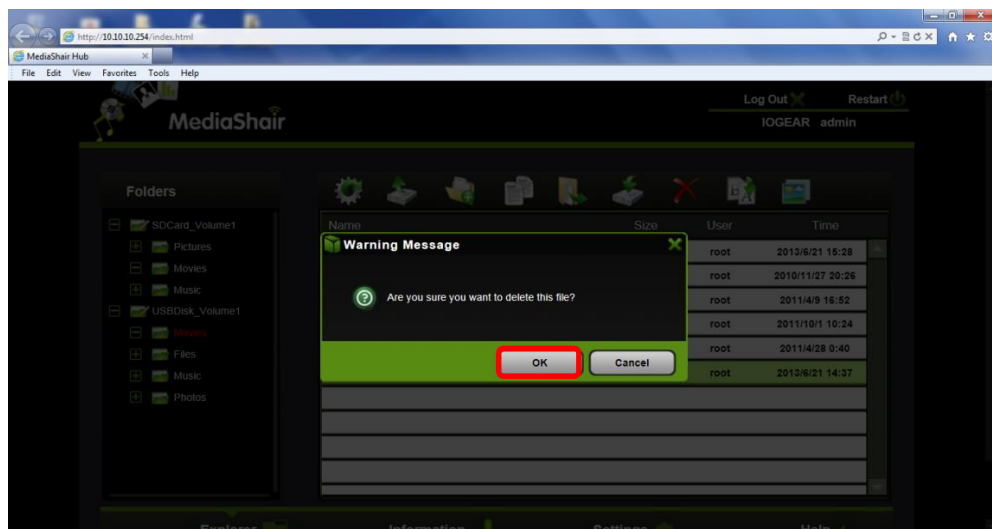 http://10.10.10.254/index.html
MediaShair Hub
File Edit View Favorites Tools Help
MediaShair
Log Out Restart
IOGEAR admin
Folders
SDCard_Volume1
Pictures
Movies
Music
USBDisk_Volume1
Movies
Files
Music
Photos
Name Size User Time
Warning Message
Are you sure you want to delete this file?
OK Cancel
root 2013/6/21 15:28
root 2010/11/27 20:26
root 2011/4/9 16:52
root 2011/10/1 10:24
root 2011/4/28 0:40
root 2013/6/21 14:37
Explorer Information Settings Help